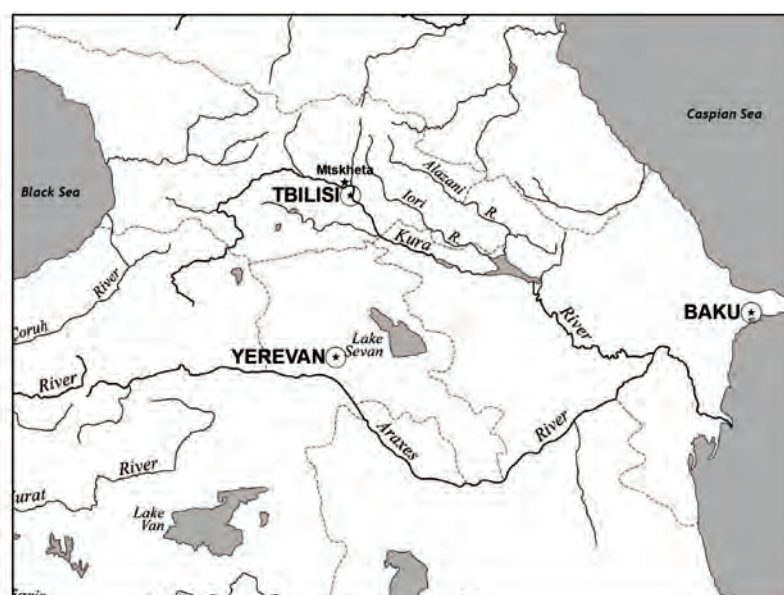 Caspian Sea
Black Sea
Mtskheta
TBILISI
Alazani
R.
Iori
R.
Kura
River
Coruh
River
BAKU
Lake
Sevan
YEREVAN
River
Araxes
River
River
Lake
Van